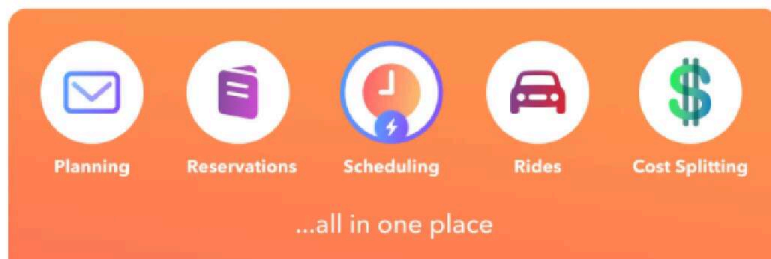 Planning Reservations Scheduling Rides Cost Splitting
...all in one place